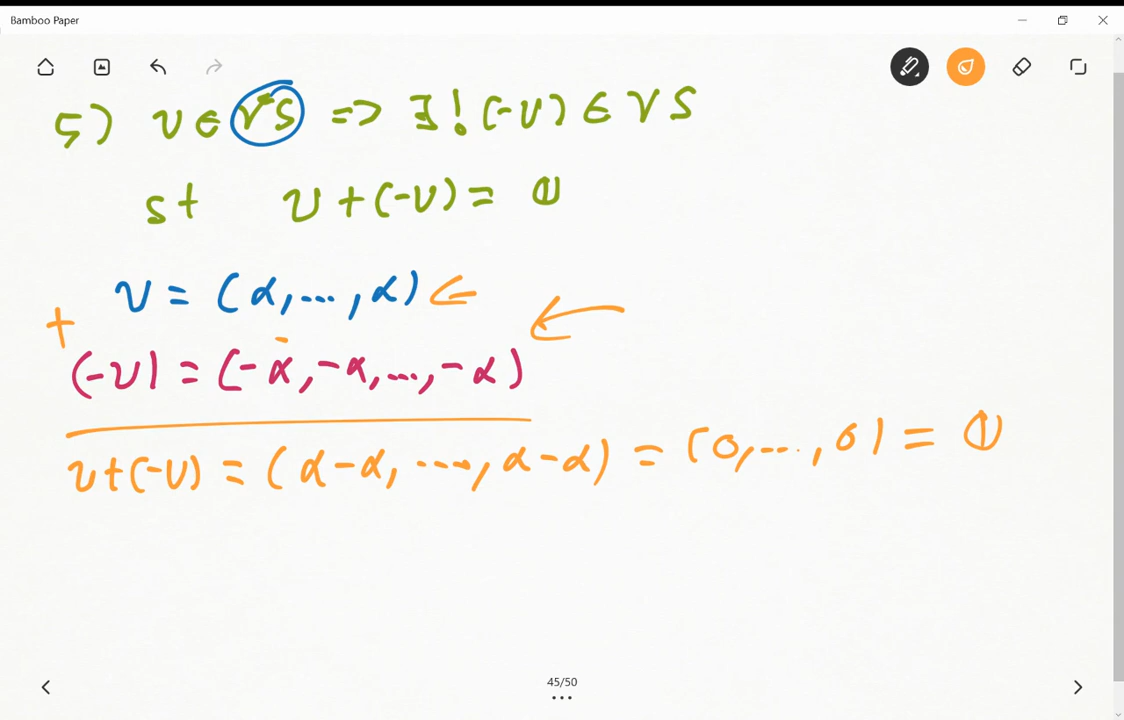 Bamboo Paper
5) v ∈ VS => ∃! (-v) ∈ VS
st v + (-v) = 𝟘
v = (α, ..., α)
+
(-v) = (-α, -α, ..., -α)
v+(-v) = (α-α, ...., α-α) = (0, ..., 0) = 𝟘
45/50